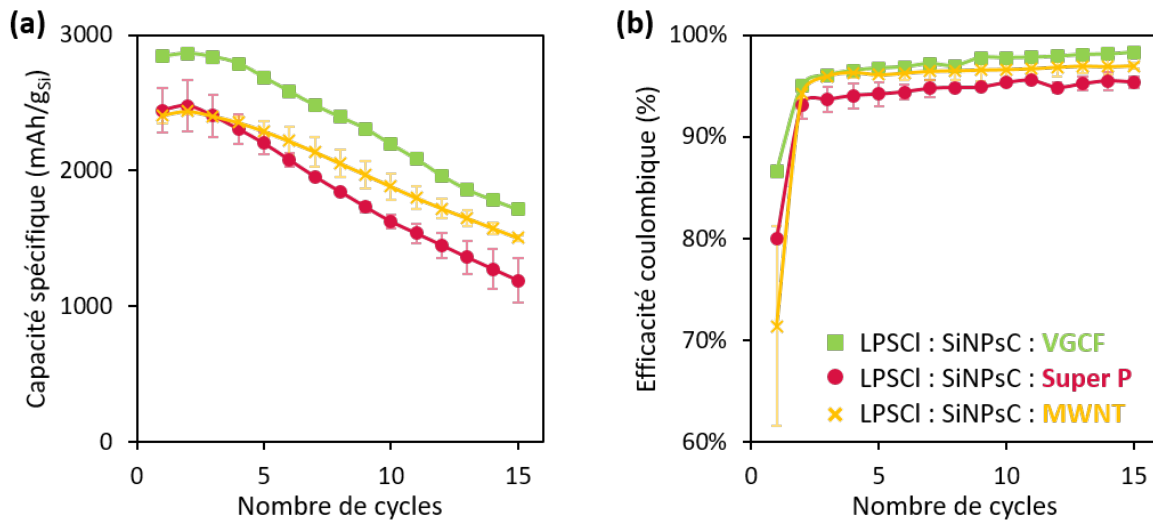 (a)
Capacité spécifique (mAh/gSi)
3000
2000
1000
0
0
5
10
15
Nombre de cycles
(b)
Efficacité coulombique (%)
100%
90%
80%
70%
60%
0
5
10
15
Nombre de cycles
LPSCl : SiNPsC : VGCF
LPSCl : SiNPsC : Super P
LPSCl : SiNPsC : MWNT